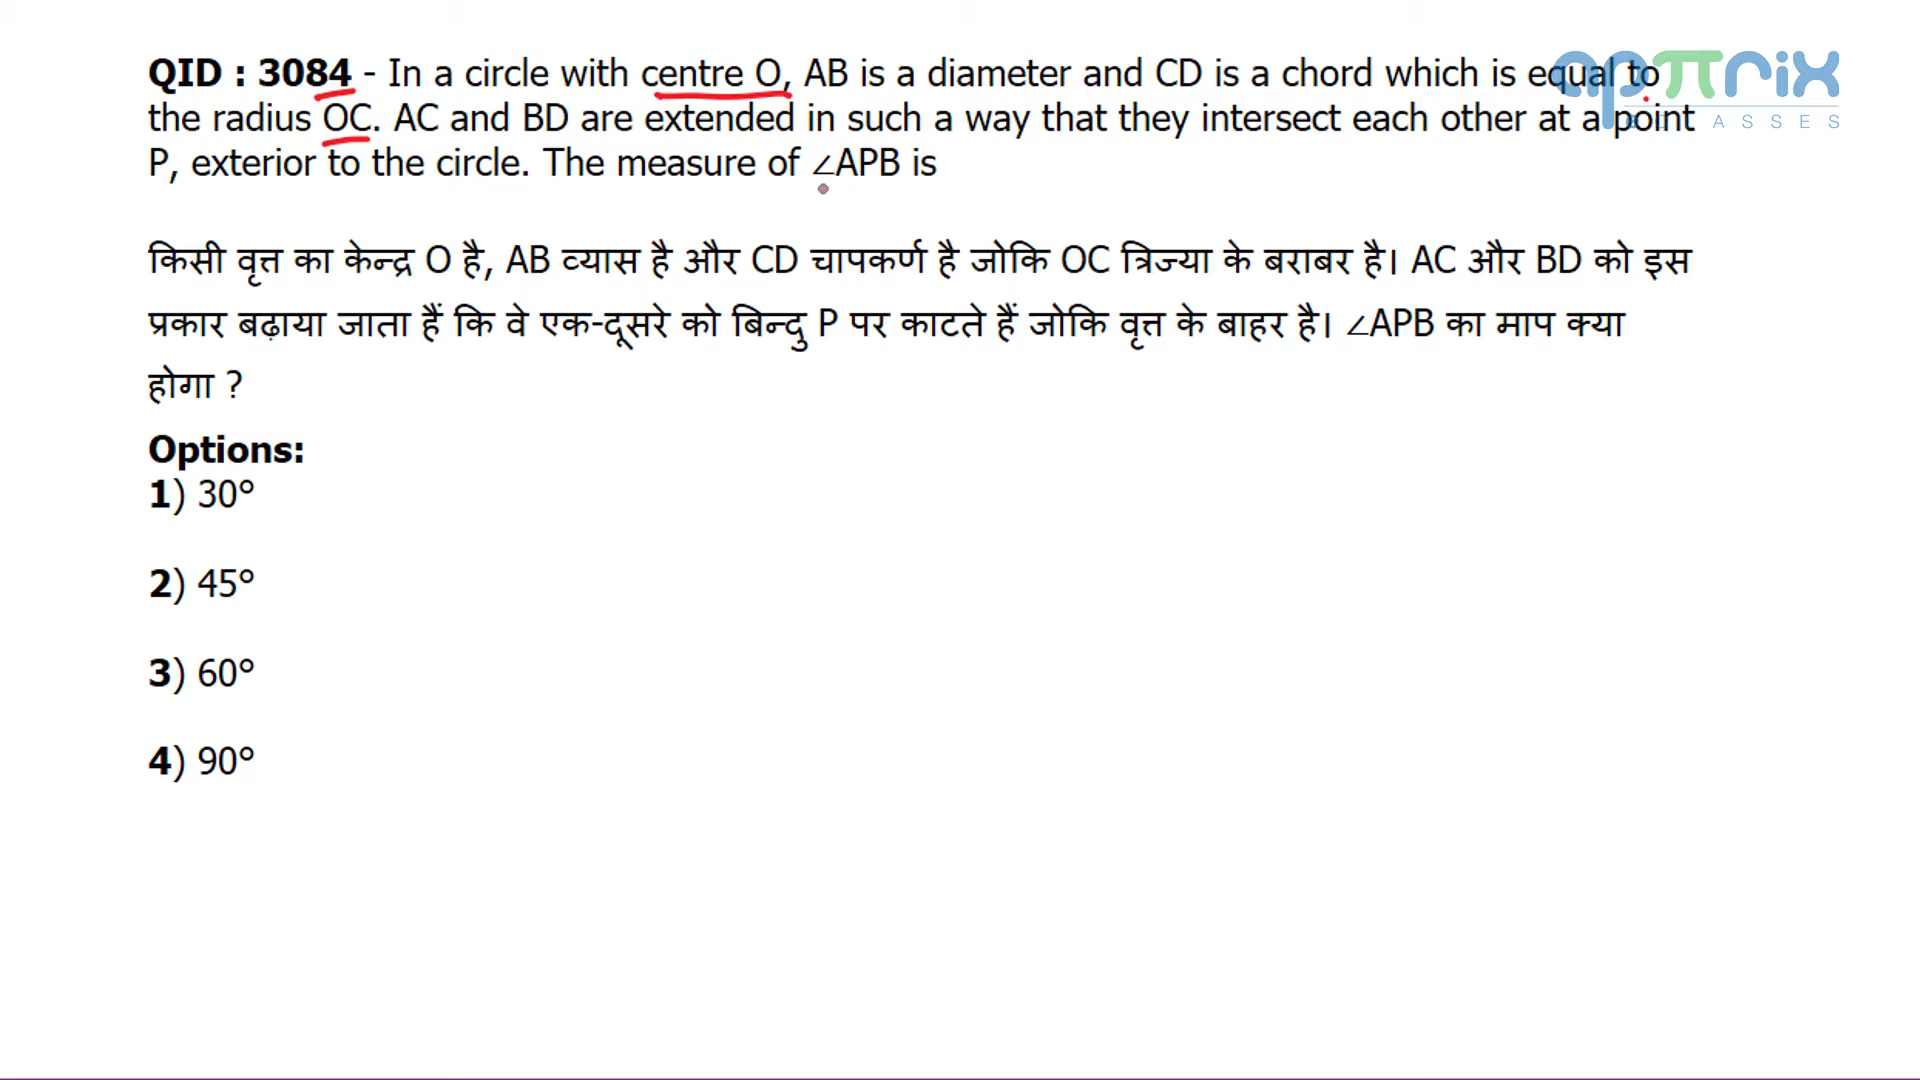 QID : 3084 - In a circle with centre O, AB is a diameter and CD is a chord which is equal to
the radius OC. AC and BD are extended in such a way that they intersect each other at a point
P, exterior to the circle. The measure of ∠APB is
किसी वृत्त का केन्द्र O है, AB व्यास है और CD चापकर्ण है जोकि OC त्रिज्या के बराबर है। AC और BD को इस
प्रकार बढ़ाया जाता हैं कि वे एक-दूसरे को बिन्दु P पर काटते हैं जोकि वृत्त के बाहर है। ∠APB का माप क्या
होगा ?
Options:
1) 30°
2) 45°
3) 60°
4) 90°